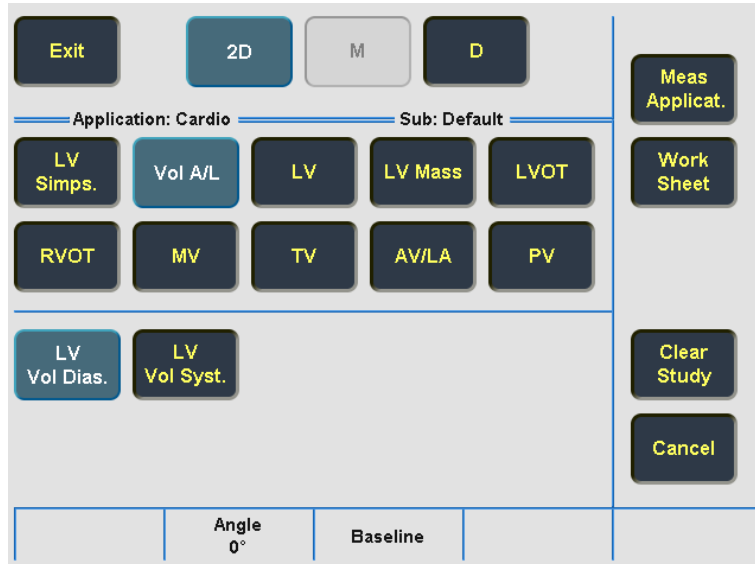 Exit
2D
M
D
Meas
Applicat.
Application: Cardio
Sub: Default
LV
Simps.
Vol A/L
LV
LV Mass
LVOT
Work
Sheet
RVOT
MV
TV
AV/LA
PV
LV
Vol Dias.
LV
Vol Syst.
Clear
Study
Cancel
Angle
0°
Baseline